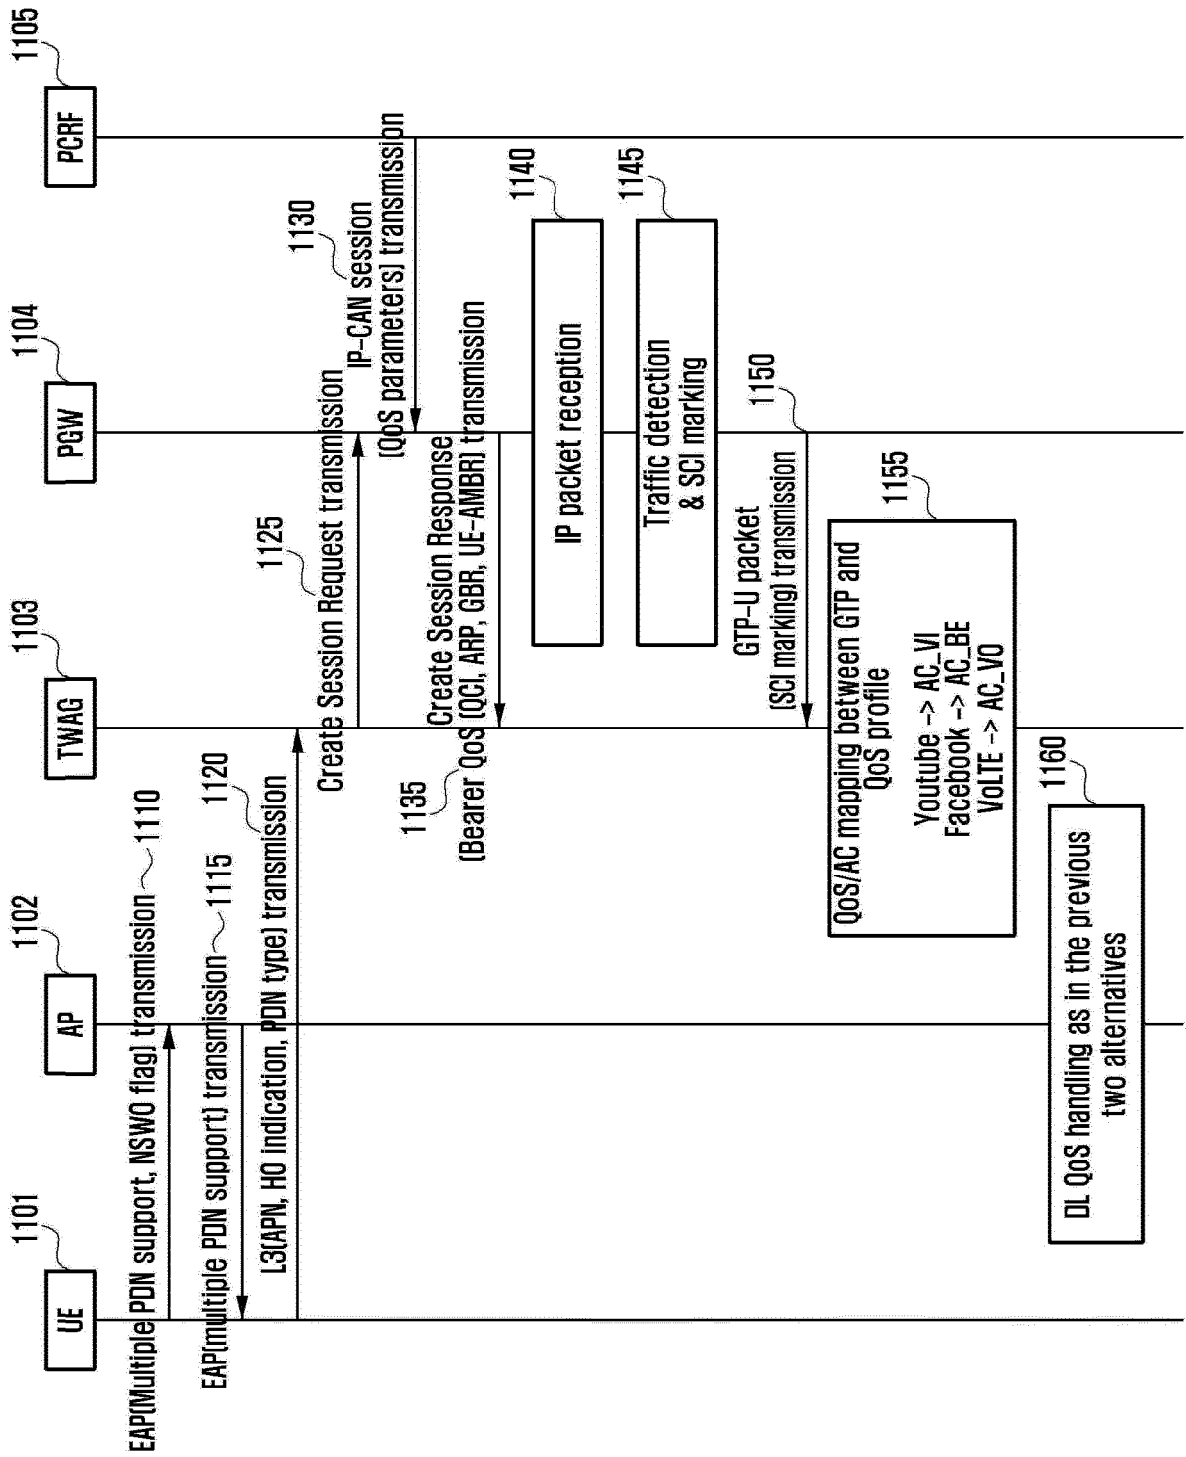 UE
1101
AP
1102
TWAG
1103
PGW
1104
PCRF
1105
EAP(Multiple PDN support, NSWO flag) transmission
1110
EAP(multiple PDN support) transmission
1115
L3(APN, HO indication, PDN type) transmission
1120
Create Session Request transmission
1125
IP-CAN session
(QoS parameters) transmission
1130
Create Session Response
(Bearer QoS (QCI, ARP, GBR, UE-AMBR) transmission
1135
IP packet reception
1140
Traffic detection
& SCI marking
1145
GTP-U packet
(SCI marking) transmission
1150
QoS/AC mapping between GTP and
QoS profile
Youtube -> AC_VI
Facebook -> AC_BE
VoLTE -> AC_VO
1155
DL QoS handling as in the previous
two alternatives
1160